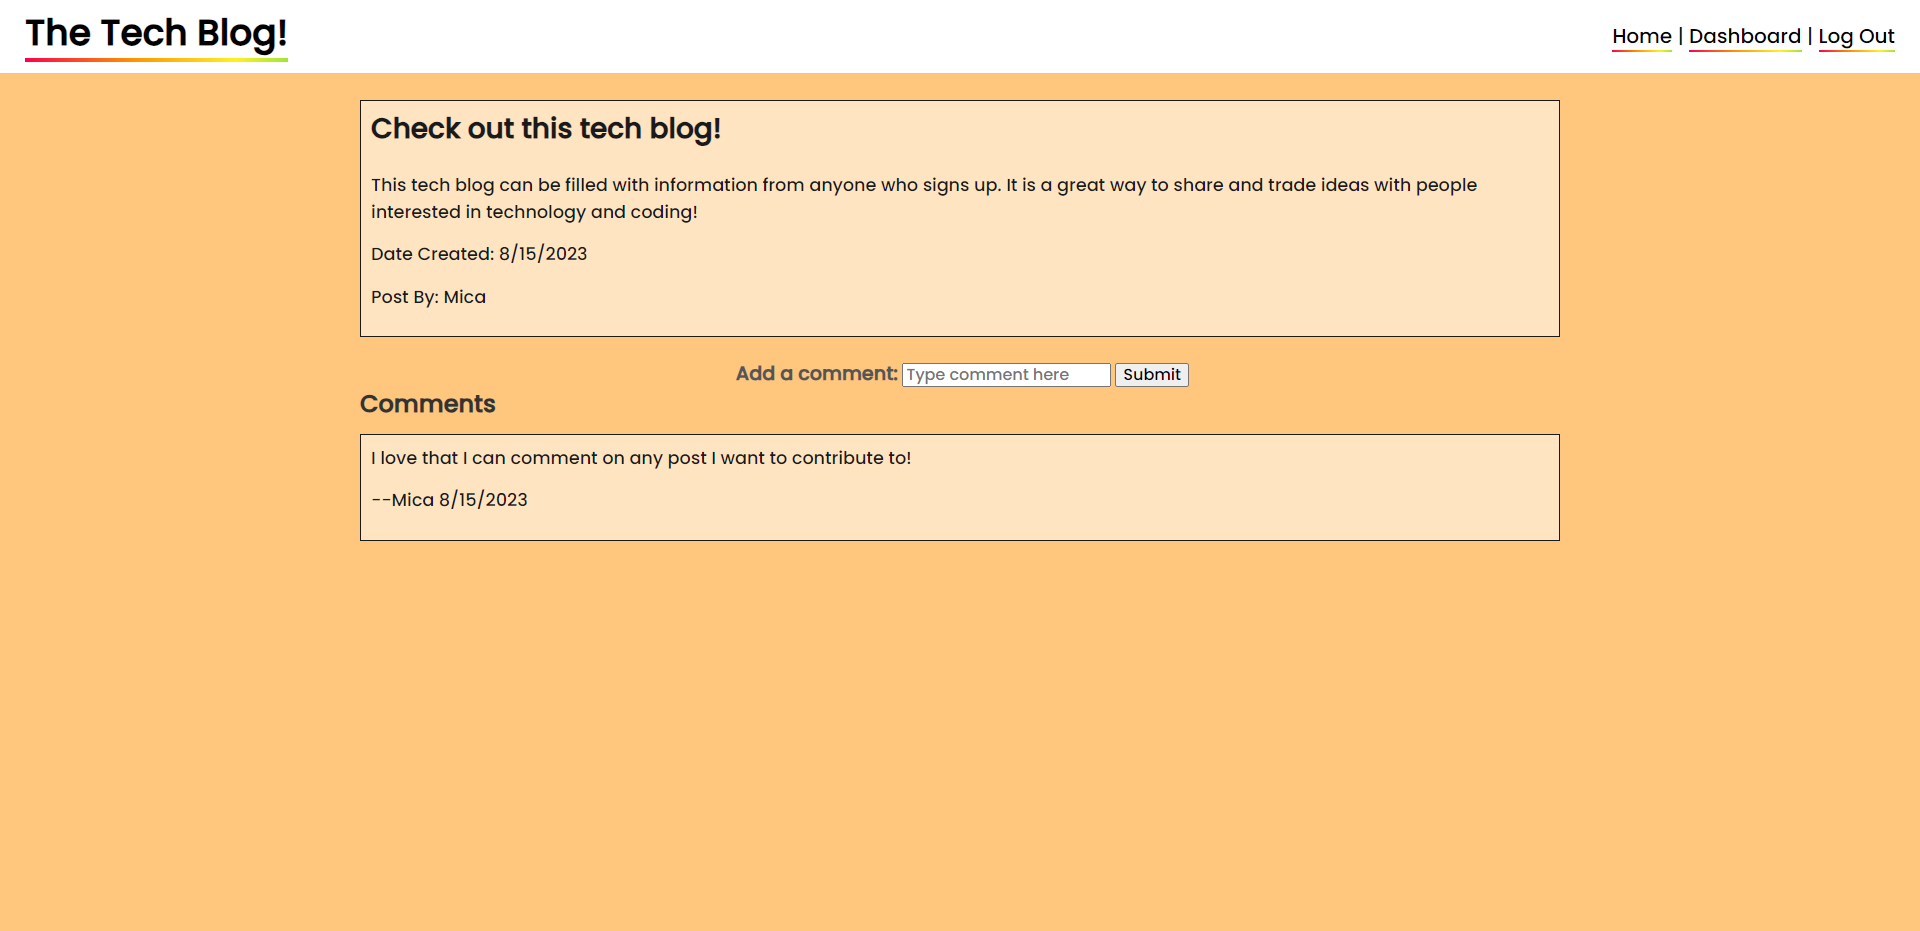 The Tech Blog!
Home | Dashboard | Log Out
Check out this tech blog!
This tech blog can be filled with information from anyone who signs up. It is a great way to share and trade ideas with people
interested in technology and coding!
Date Created: 8/15/2023
Post By: Mica
Add a comment: Type comment here Submit
Comments
I love that I can comment on any post I want to contribute to!
--Mica 8/15/2023